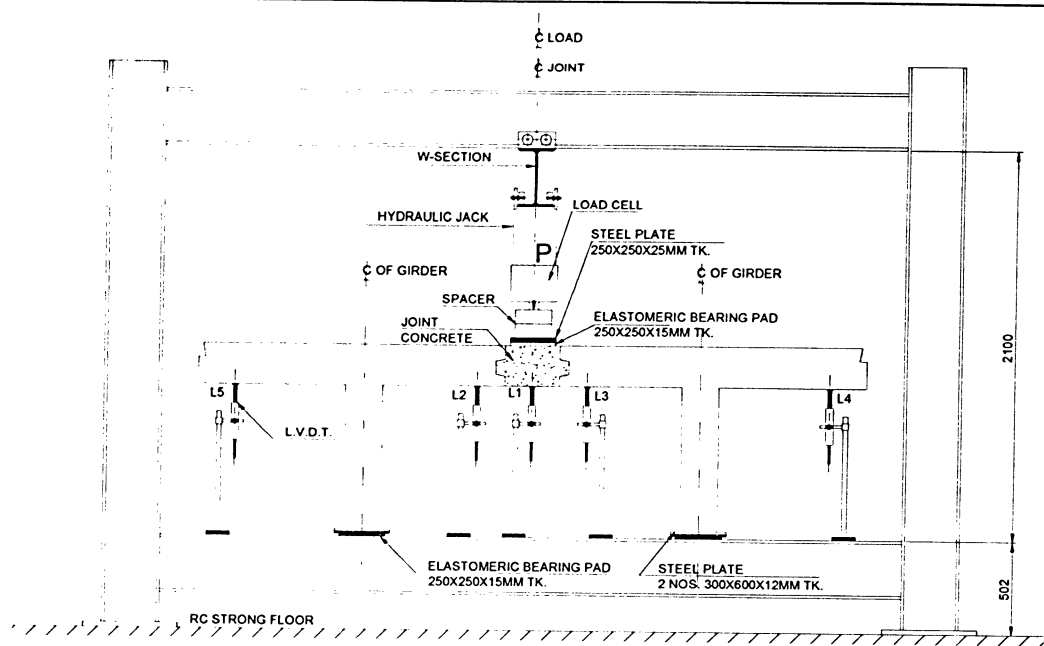 ℄ LOAD
℄ JOINT
W-SECTION
LOAD CELL
HYDRAULIC JACK
STEEL PLATE
250X250X25MM TK.
P
℄ OF GIRDER
℄ OF GIRDER
SPACER
ELASTOMERIC BEARING PAD
250X250X15MM TK.
JOINT
CONCRETE
2100
L5
L2
L1
L3
L4
L.V.D.T.
ELASTOMERIC BEARING PAD
250X250X15MM TK.
STEEL PLATE
2 NOS. 300X600X12MM TK.
502
RC STRONG FLOOR